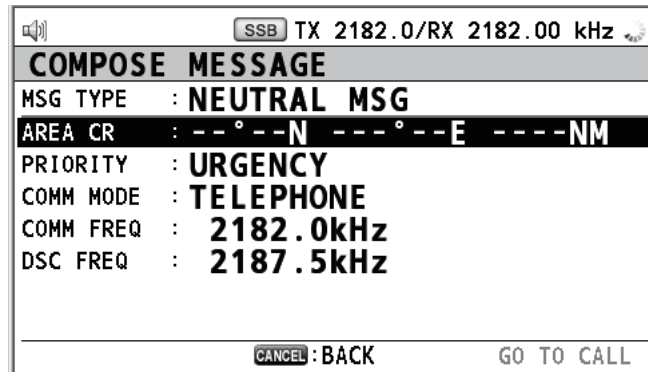 SSB TX 2182.0/RX 2182.00 kHz
COMPOSE MESSAGE
MSG TYPE : NEUTRAL MSG
AREA CR : --°--N ---°--E ----NM
PRIORITY : URGENCY
COMM MODE : TELEPHONE
COMM FREQ : 2182.0kHz
DSC FREQ : 2187.5kHz
CANCEL : BACK GO TO CALL